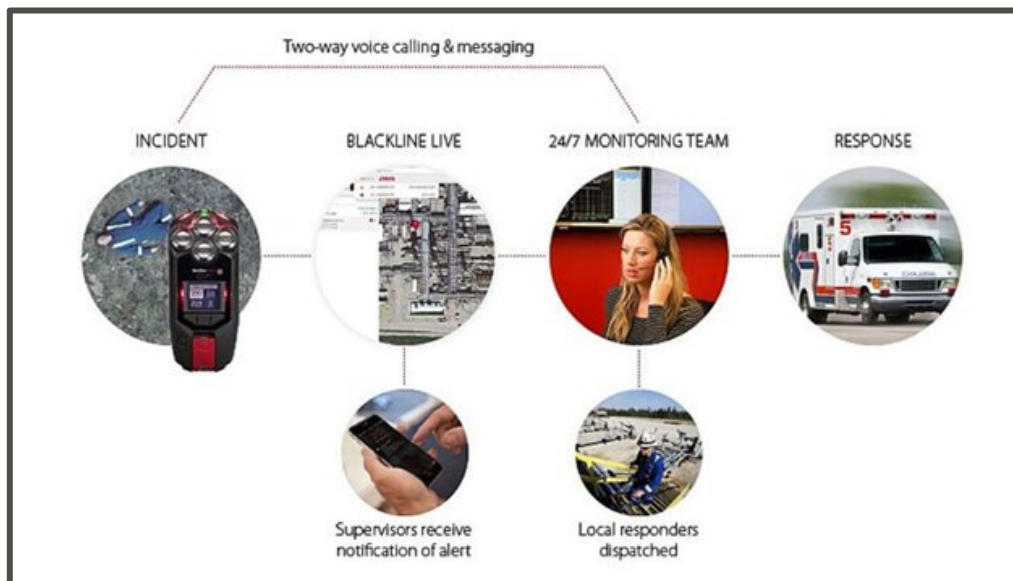 Two-way voice calling & messaging
INCIDENT
BLACKLINE LIVE
24/7 MONITORING TEAM
RESPONSE
5
Supervisors receive
notification of alert
Local responders
dispatched